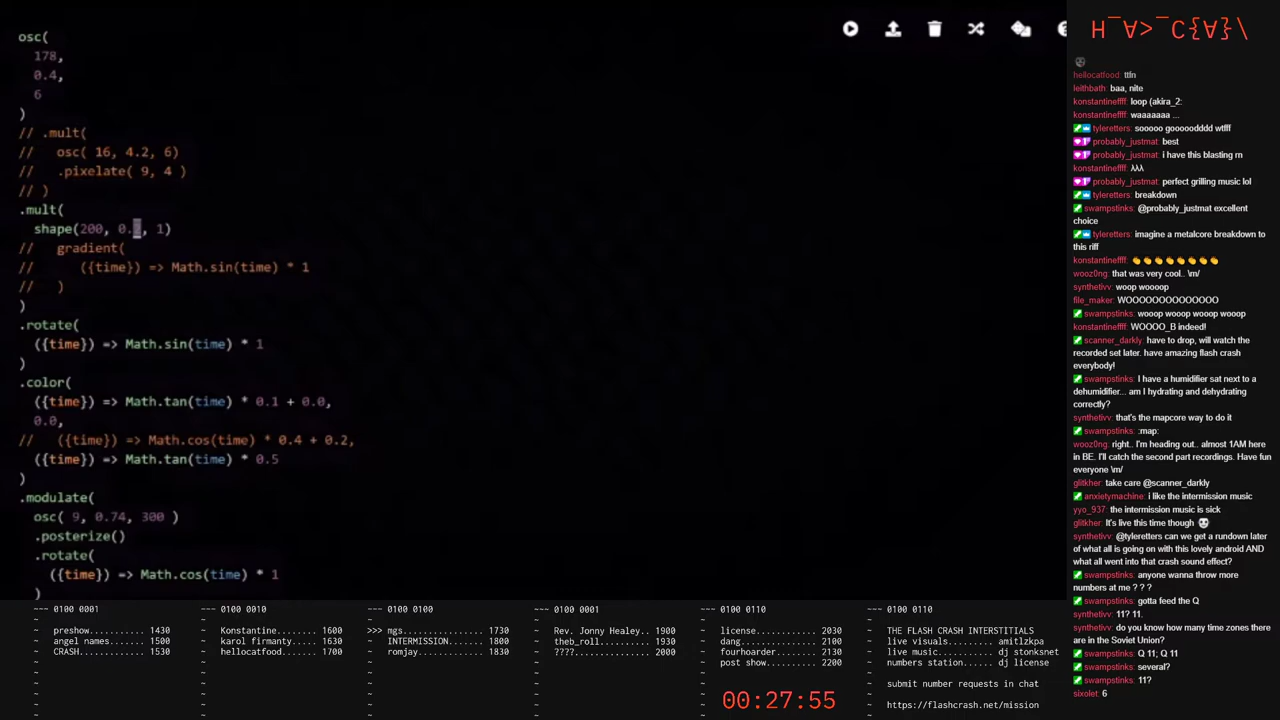 osc(
178,
0.4,
6
)
// .mult(
// osc( 16, 4.2, 6)
// .pixelate( 9, 4 )
// )
.mult(
shape(200, 0. , 1)
// gradient(
// ({time}) => Math.sin(time) * 1
// )
)
.rotate(
({time}) => Math.sin(time) * 1
)
.color(
({time}) => Math.tan(time) * 0.1 + 0.0,
0.0,
// ({time}) => Math.cos(time) * 0.4 + 0.2,
({time}) => Math.tan(time) * 0.5
)
.modulate(
osc( 9, 0.74, 300 )
.posterize()
.rotate(
({time}) => Math.cos(time) * 1
)
H¯∀>¯C{∀}\
hellocatfood: ttfn
leithbath: baa, nite
konstantineffff: loop (akira_2:
konstantineffff: waaaaaaa ...
tyleretters: sooooo gooooodddd wtfff
probably_justmat: best
probably_justmat: i have this blasting rn
konstantineffff: λλλ
probably_justmat: perfect grilling music lol
tyleretters: breakdown
swampstinks: @probably_justmat excellent
choice
tyleretters: imagine a metalcore breakdown to
this riff
konstantineffff: 👏👏👏👏👏👏👏👏
wooz0ng: that was very cool.. \m/
synthetivv: woop woooop
file_maker: WOOOOOOOOOOOOOO
swampstinks: wooop wooop wooop woooop
konstantineffff: WOOOO_B indeed!
scanner_darkly: have to drop, will watch the
recorded set later. have amazing flash crash
everybody!
swampstinks: I have a humidifier sat next to a
dehumidifier... am I hydrating and dehydrating
correctly?
synthetivv: that's the mapcore way to do it
swampstinks: :map:
wooz0ng: right.. I'm heading out.. almost 1AM here
in BE. I'll catch the second part recordings. Have fun
everyone \m/
glitkher: take care @scanner_darkly
anxietymachine: i like the intermission music
yyo_937: the intermission music is sick
glitkher: It's live this time though
synthetivv: @tyleretters can we get a rundown later
of what all is going on with this lovely android AND
what all went into that crash sound effect?
swampstinks: anyone wanna throw more
numbers at me ? ? ?
swampstinks: gotta feed the Q
synthetivv: 11? 11.
synthetivv: do you know how many time zones there
are in the Soviet Union?
swampstinks: Q 11; Q 11
swampstinks: several?
swampstinks: 11?
sixolet: 6
~~~ 0100 0001
~
~ preshow.......... 1430
~ angel names...... 1500
~ CRASH............ 1530
~~~ 0100 0010
~
~ Konstantine....... 1600
~ karol firmanty.... 1630
~ hellocatfood...... 1700
~~~ 0100 0100
~
>>> mgs.............. 1730
~ INTERMISSION..... 1800
~ romjay........... 1830
~~~ 0100 0001
~
~ Rev. Jonny Healey.. 1900
~ theb_roll.......... 1930
~ ????............... 2000
~~~ 0100 0110
~
~ license.......... 2030
~ dang............. 2100
~ fourhoarder...... 2130
~ post show........ 2200
00:27:55
~~~ 0100 0110
~
~ THE FLASH CRASH INTERSTITIALS
~ live visuals..... amitlzkpa
~ live music...... dj stonksnet
~ numbers station... dj license
~
~ submit number requests in chat
~
~ https://flashcrash.net/mission